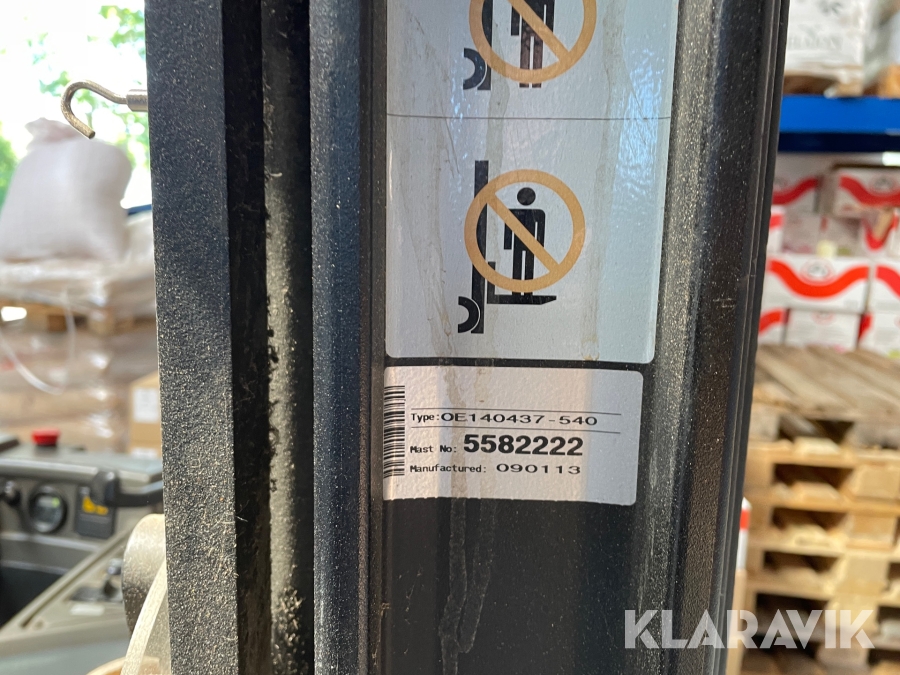 Type: OE140437-540
Mast No: 5582222
Manufactured: 090113
KLARAVIK